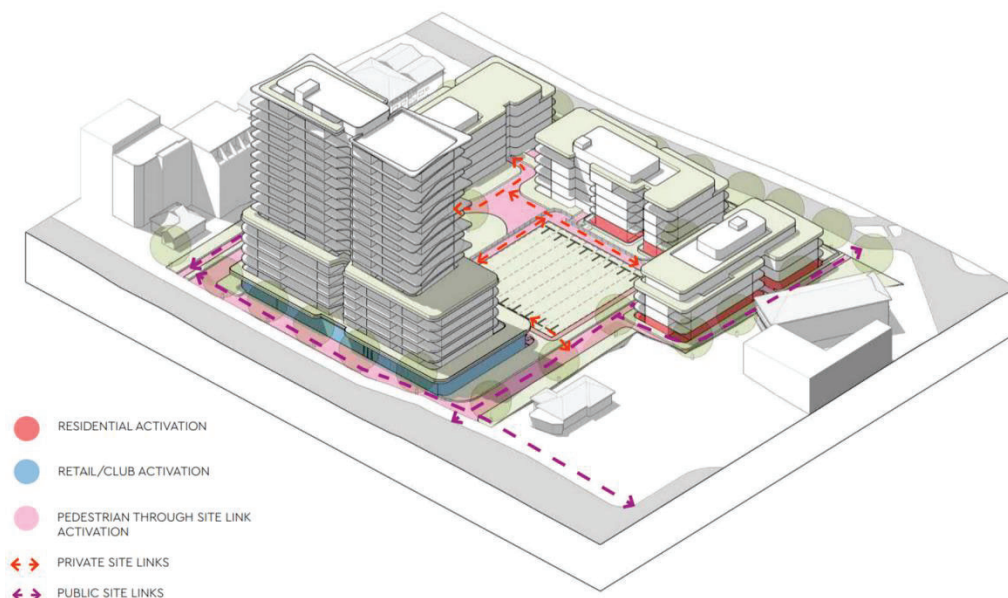 RESIDENTIAL ACTIVATION
RETAIL/CLUB ACTIVATION
PEDESTRIAN THROUGH SITE LINK
ACTIVATION
PRIVATE SITE LINKS
PUBLIC SITE LINKS